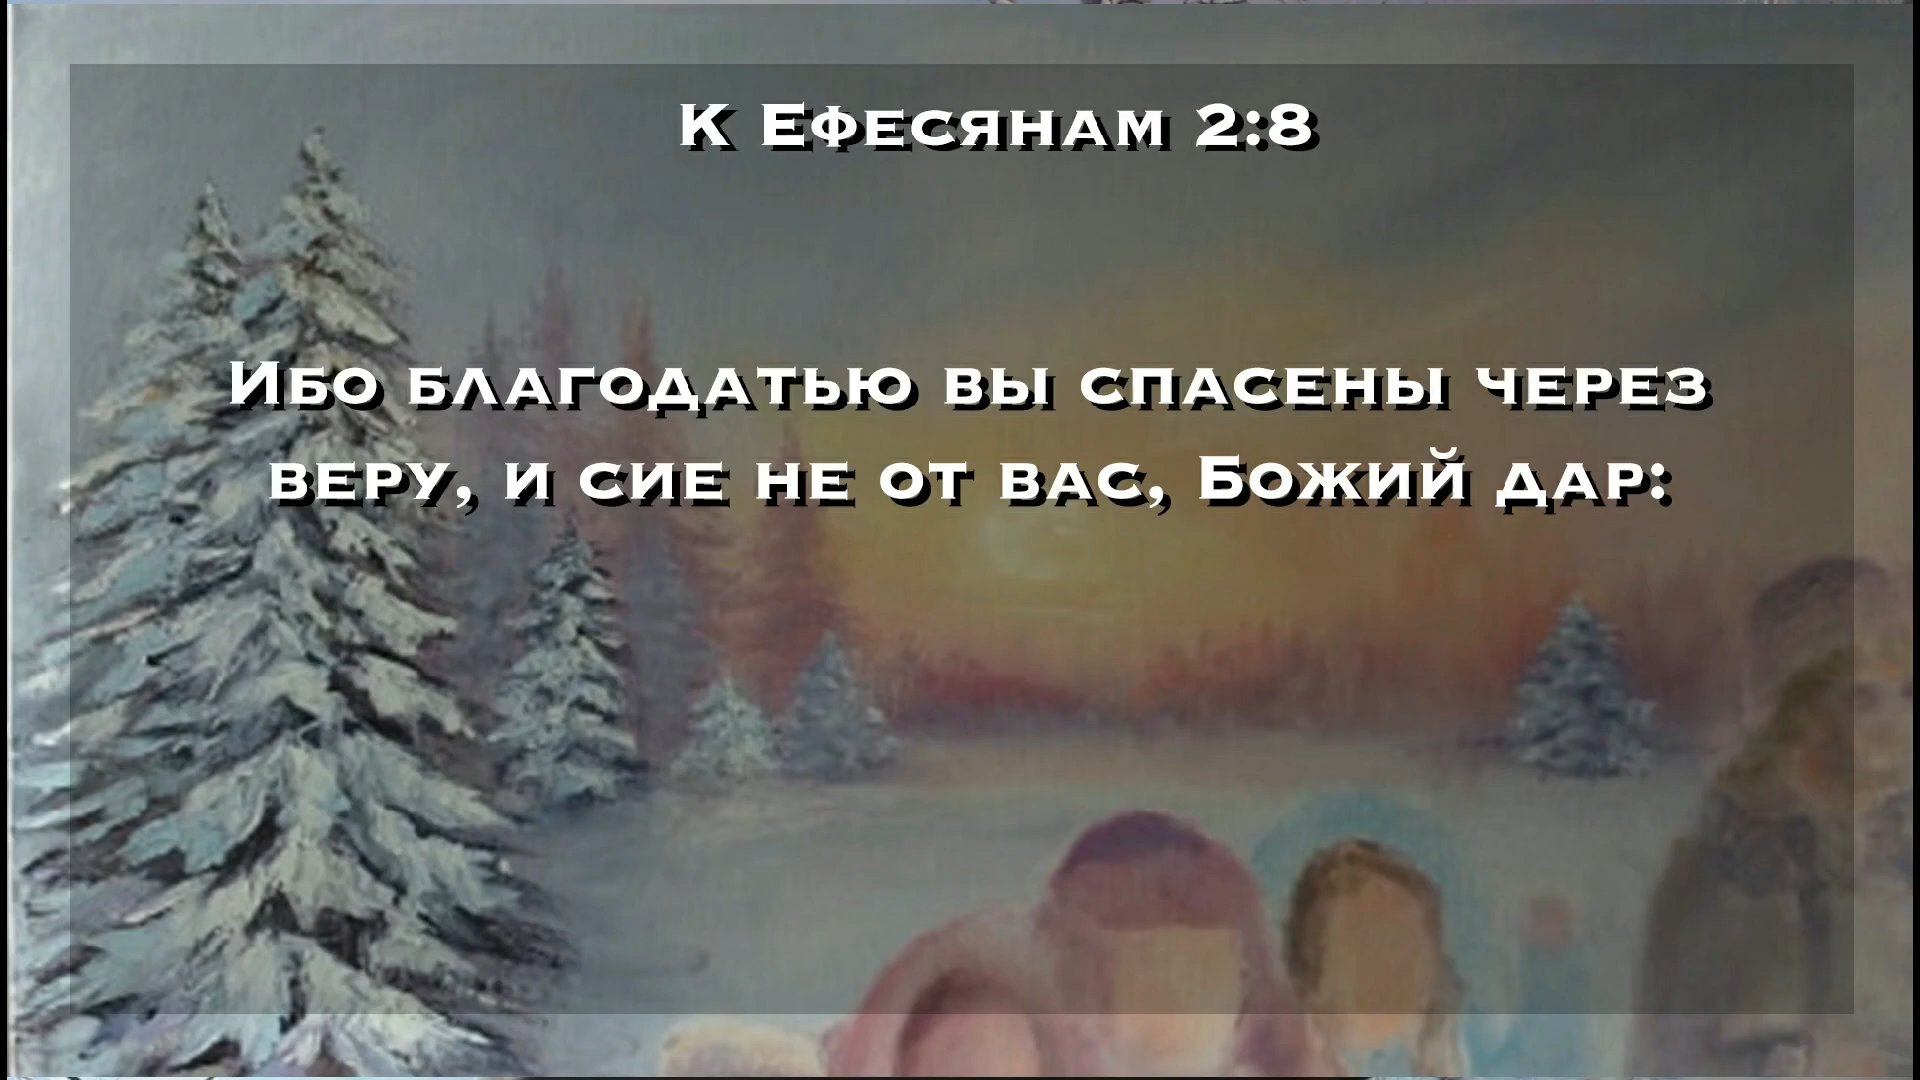 К Ефесянам 2:8
Ибо благодатью вы спасены через
веру, и сие не от вас, Божий дар: